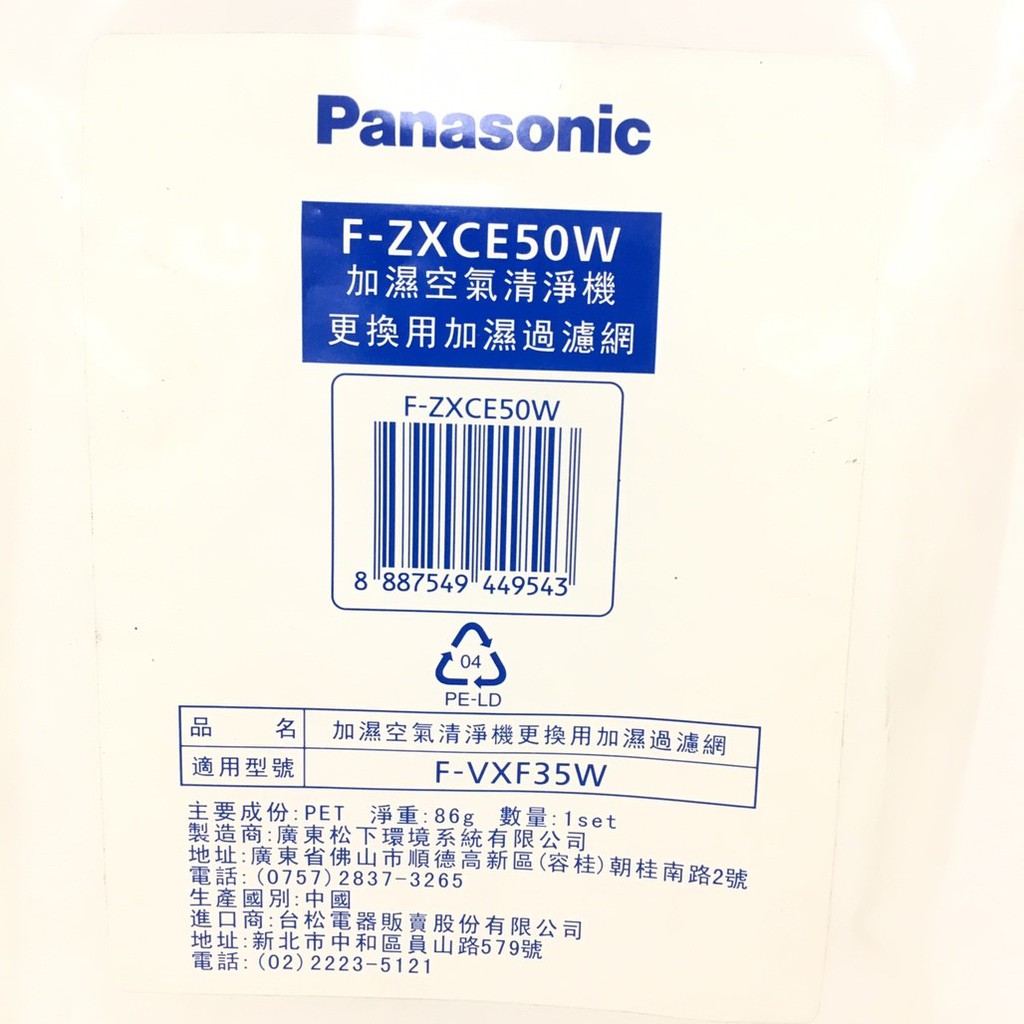 Panasonic
F-ZXCE50W
加濕空氣清淨機
更換用加濕過濾網
F-ZXCE50W
8 887549 449543
04
PE-LD
品 名 加濕空氣清淨機更換用加濕過濾網
適用型號 F-VXF35W
主要成份:PET 淨重:86g 數量:1set
製造商:廣東松下環境系統有限公司
地址:廣東省佛山市順德高新區(容桂)朝桂南路2號
電話:(0757)2837-3265
生產國別:中國
進口商:台松電器販賣股份有限公司
地址:新北市中和區員山路579號
電話:(02)2223-5121